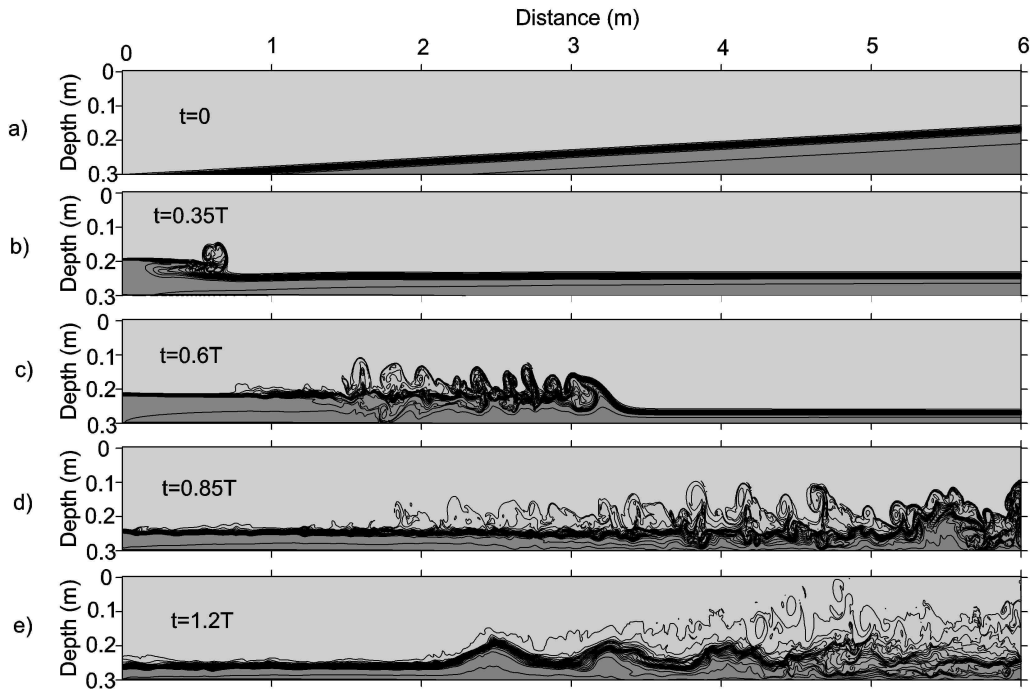 Distance (m)
0 1 2 3 4 5 6
a)
Depth (m)
0
0.1
0.2
0.3
t=0
b)
Depth (m)
0
0.1
0.2
0.3
t=0.35T
c)
Depth (m)
0
0.1
0.2
0.3
t=0.6T
d)
Depth (m)
0
0.1
0.2
0.3
t=0.85T
e)
Depth (m)
0
0.1
0.2
0.3
t=1.2T